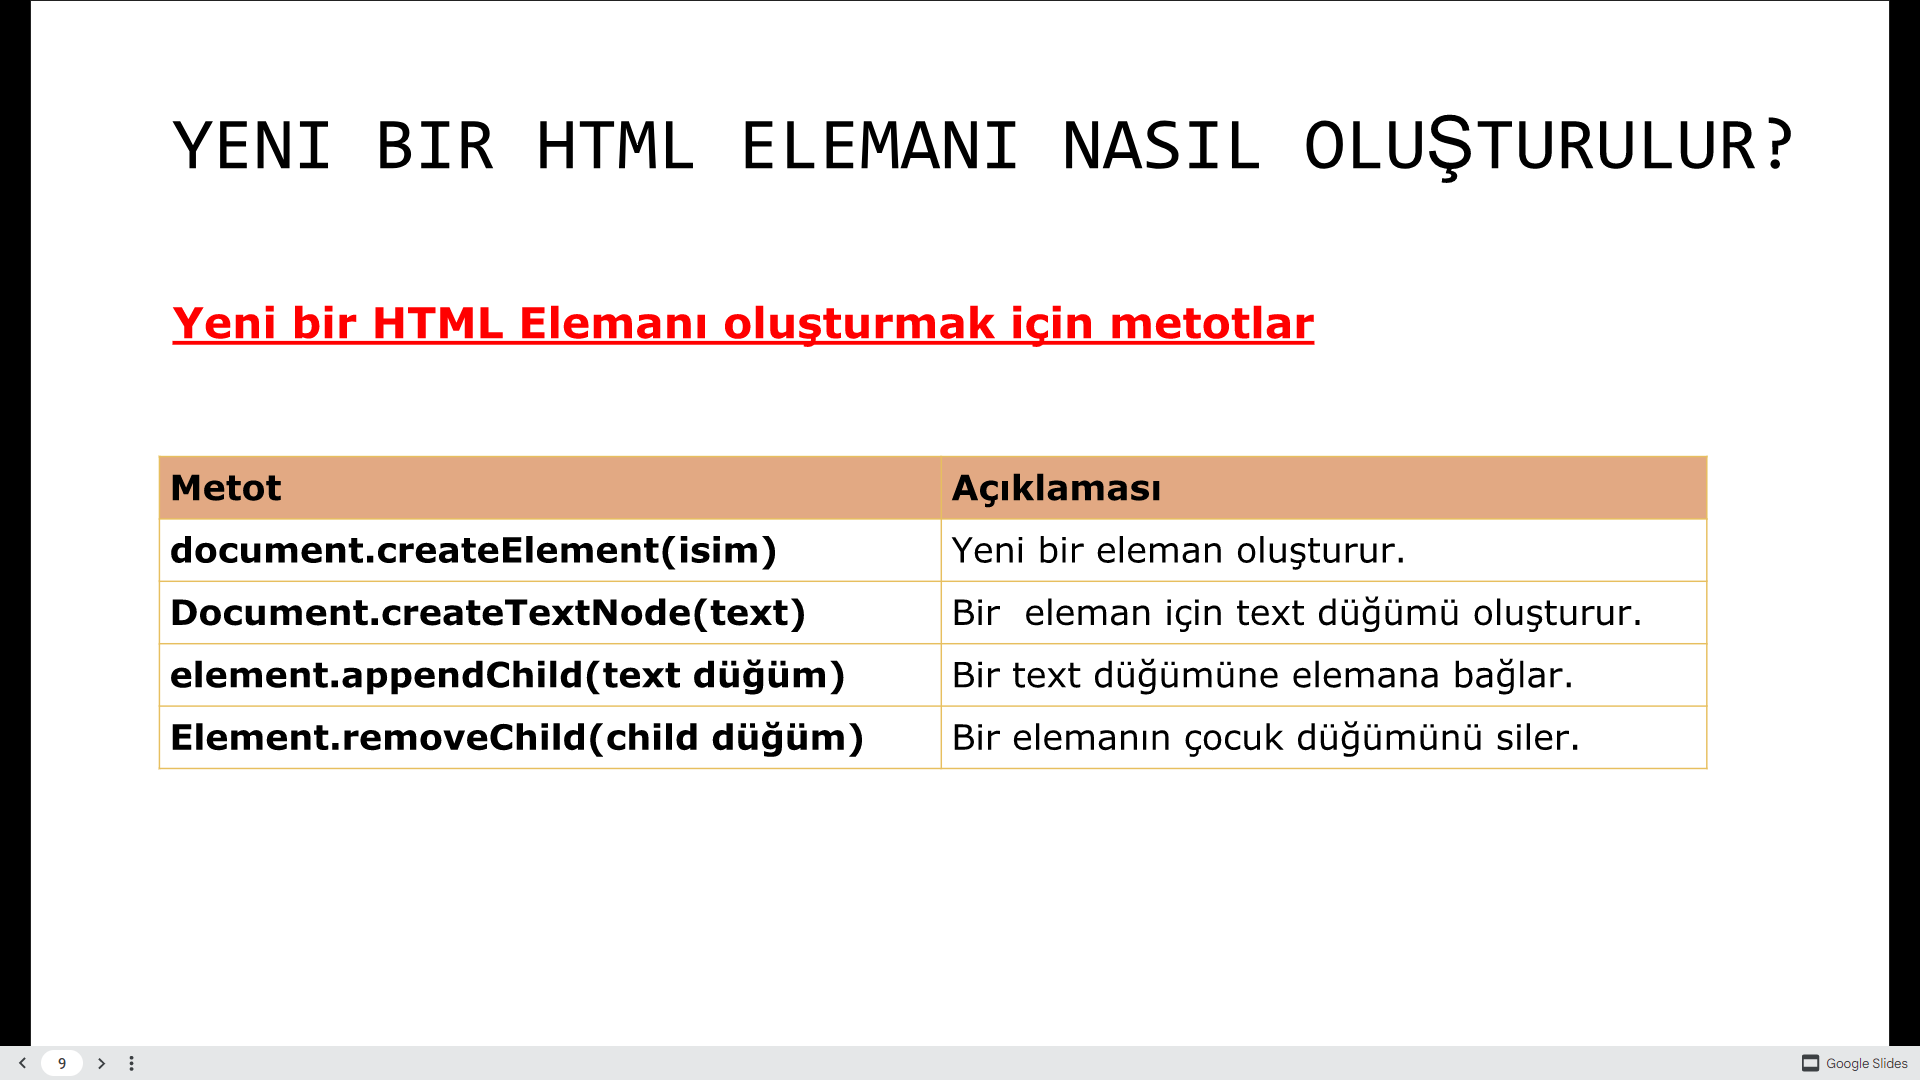 YENI BIR HTML ELEMANI NASIL OLUŞTURULUR?
Yeni bir HTML Elemanı oluşturmak için metotlar
Metot Açıklaması
document.createElement(isim) Yeni bir eleman oluşturur.
Document.createTextNode(text) Bir  eleman için text düğümü oluşturur.
element.appendChild(text düğüm) Bir text düğümüne elemana bağlar.
Element.removeChild(child düğüm) Bir elemanın çocuk düğümünü siler.
9 Google Slides